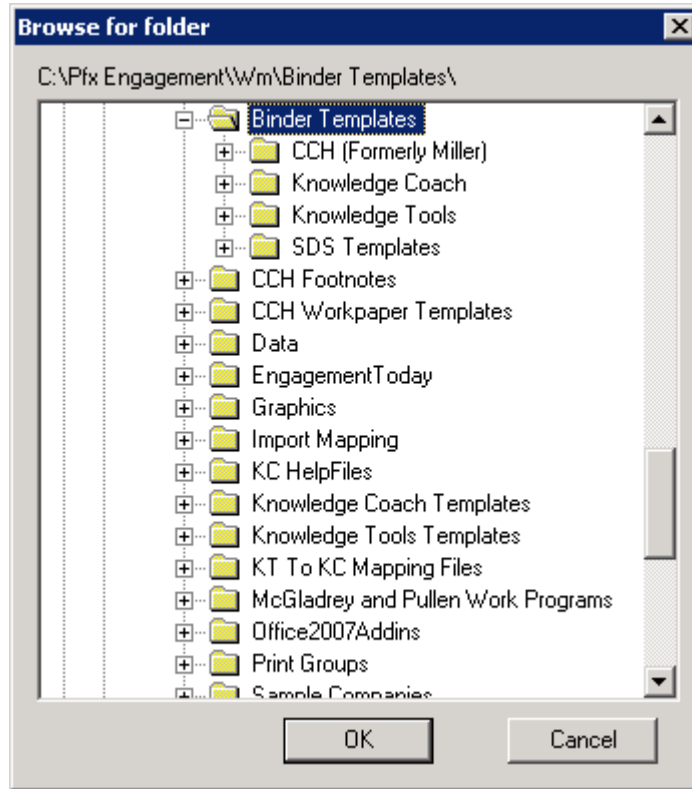 Browse for folder
C:\Pfx Engagement\Wm\Binder Templates\
Binder Templates
CCH (Formerly Miller)
Knowledge Coach
Knowledge Tools
SDS Templates
CCH Footnotes
CCH Workpaper Templates
Data
EngagementToday
Graphics
Import Mapping
KC HelpFiles
Knowledge Coach Templates
Knowledge Tools Templates
KT To KC Mapping Files
McGladrey and Pullen Work Programs
Office2007Addins
Print Groups
Sample Companies
OK Cancel